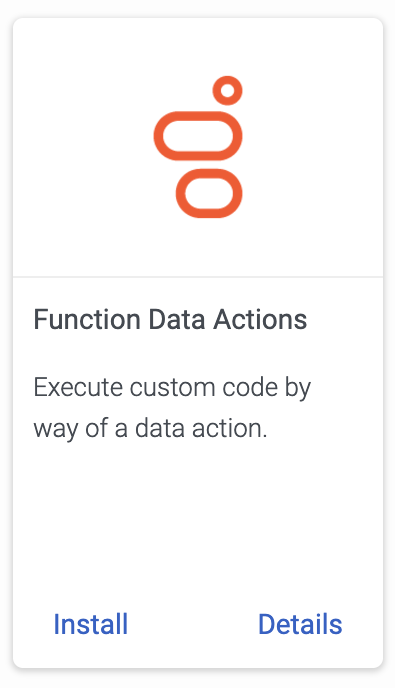 Function Data Actions
Execute custom code by
way of a data action.
Install
Details